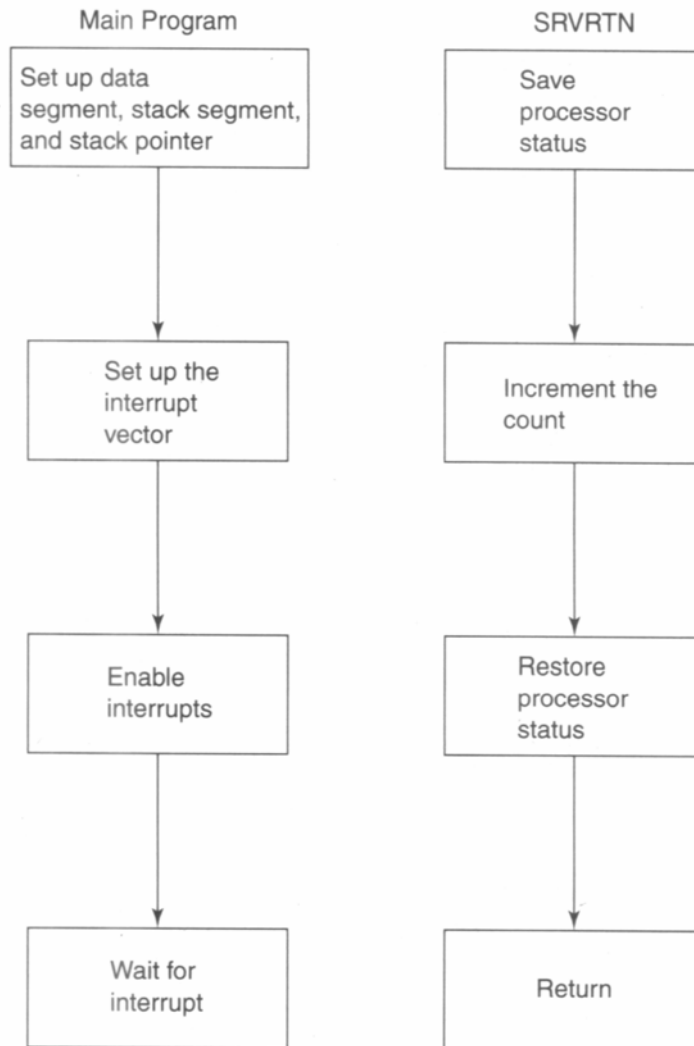 Main Program
Set up data
segment, stack segment,
and stack pointer
Set up the
interrupt
vector
Enable
interrupts
Wait for
interrupt
SRVRTN
Save
processor
status
Increment the
count
Restore
processor
status
Return